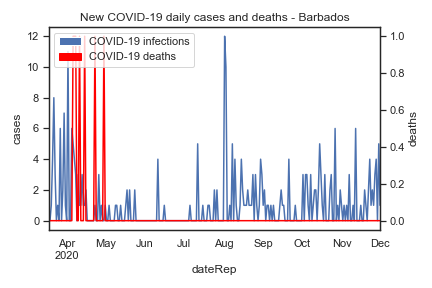 New COVID-19 daily cases and deaths - Barbados
COVID-19 infections
COVID-19 deaths
12
10
8
6
4
2
0
cases
1.0
0.8
0.6
0.4
0.2
0.0
deaths
Apr May Jun Jul Aug Sep Oct Nov Dec
2020
dateRep